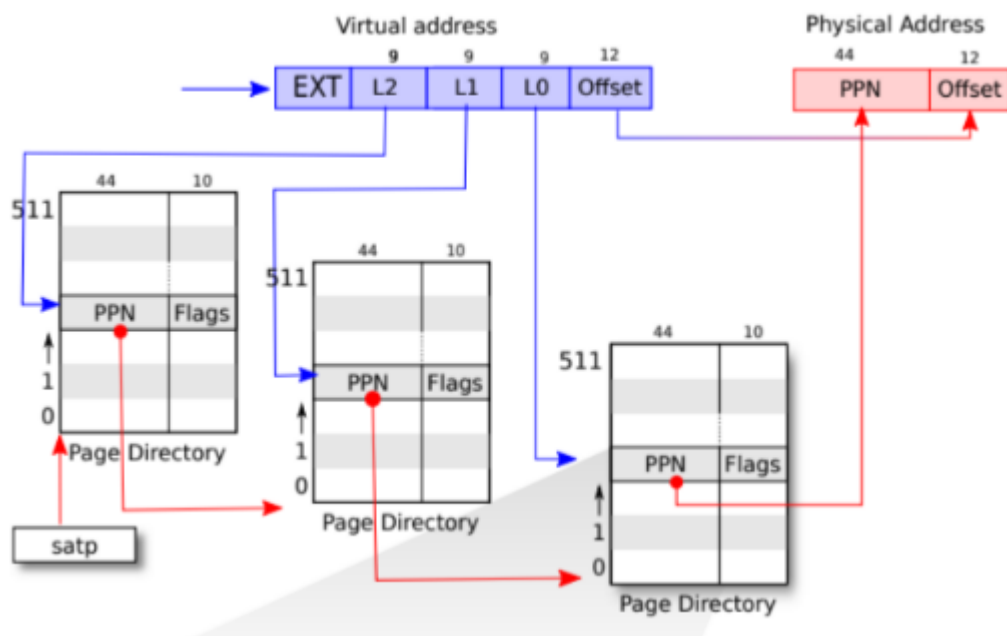 Virtual address
Physical Address
9 9 9 12
44 12
EXT L2 L1 L0 Offset
PPN Offset
44 10
511
PPN Flags
1
0
Page Directory
satp
44 10
511
PPN Flags
1
0
Page Directory
44 10
511
PPN Flags
1
0
Page Directory